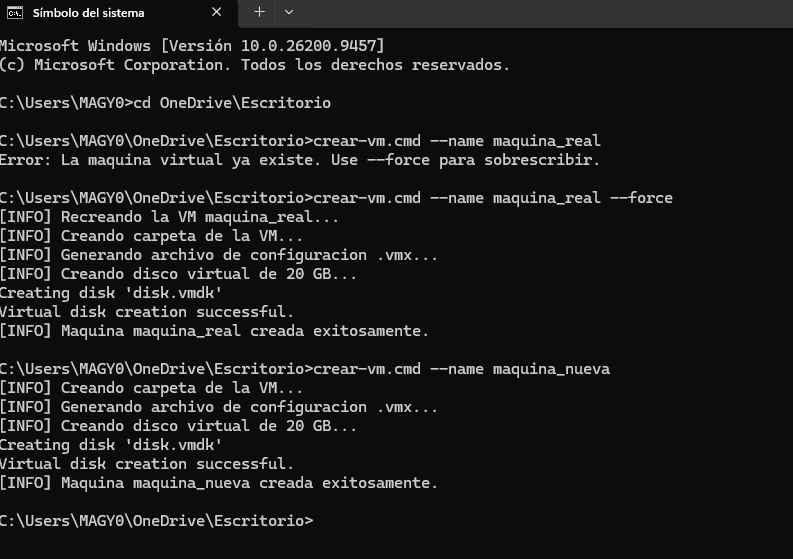 Símbolo del sistema
Microsoft Windows [Versión 10.0.26200.9457]
(c) Microsoft Corporation. Todos los derechos reservados.
C:\Users\MAGY0>cd OneDrive\Escritorio
C:\Users\MAGY0\OneDrive\Escritorio>crear-vm.cmd --name maquina_real
Error: La maquina virtual ya existe. Use --force para sobrescribir.
C:\Users\MAGY0\OneDrive\Escritorio>crear-vm.cmd --name maquina_real --force
[INFO] Recreando la VM maquina_real...
[INFO] Creando carpeta de la VM...
[INFO] Generando archivo de configuracion .vmx...
[INFO] Creando disco virtual de 20 GB...
Creating disk 'disk.vmdk'
Virtual disk creation successful.
[INFO] Maquina maquina_real creada exitosamente.
C:\Users\MAGY0\OneDrive\Escritorio>crear-vm.cmd --name maquina_nueva
[INFO] Creando carpeta de la VM...
[INFO] Generando archivo de configuracion .vmx...
[INFO] Creando disco virtual de 20 GB...
Creating disk 'disk.vmdk'
Virtual disk creation successful.
[INFO] Maquina maquina_nueva creada exitosamente.
C:\Users\MAGY0\OneDrive\Escritorio>